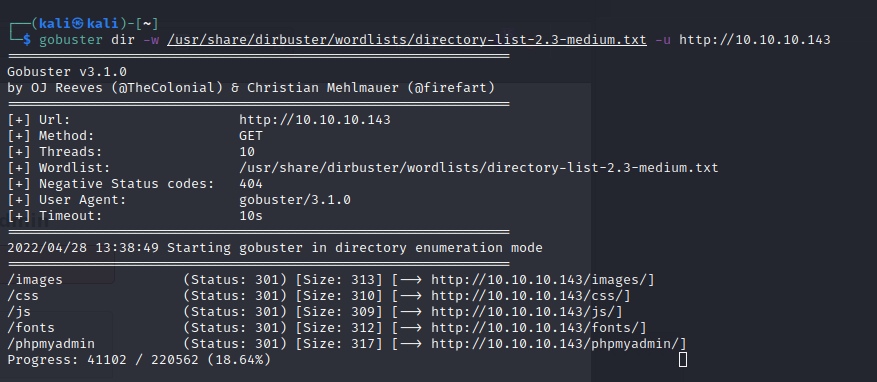 ┌──(kali㉿kali)-[~]
└─$ gobuster dir -w /usr/share/dirbuster/wordlists/directory-list-2.3-medium.txt -u http://10.10.10.143
===============================================================
Gobuster v3.1.0
by OJ Reeves (@TheColonial) & Christian Mehlmauer (@firefart)
===============================================================
[+] Url:                     http://10.10.10.143
[+] Method:                  GET
[+] Threads:                 10
[+] Wordlist:                /usr/share/dirbuster/wordlists/directory-list-2.3-medium.txt
[+] Negative Status codes:   404
[+] User Agent:              gobuster/3.1.0
[+] Timeout:                 10s
===============================================================
2022/04/28 13:38:49 Starting gobuster in directory enumeration mode
===============================================================
/images               (Status: 301) [Size: 313] [--> http://10.10.10.143/images/]
/css                  (Status: 301) [Size: 310] [--> http://10.10.10.143/css/]
/js                   (Status: 301) [Size: 309] [--> http://10.10.10.143/js/]
/fonts                (Status: 301) [Size: 312] [--> http://10.10.10.143/fonts/]
/phpmyadmin           (Status: 301) [Size: 317] [--> http://10.10.10.143/phpmyadmin/]
Progress: 41102 / 220562 (18.64%)